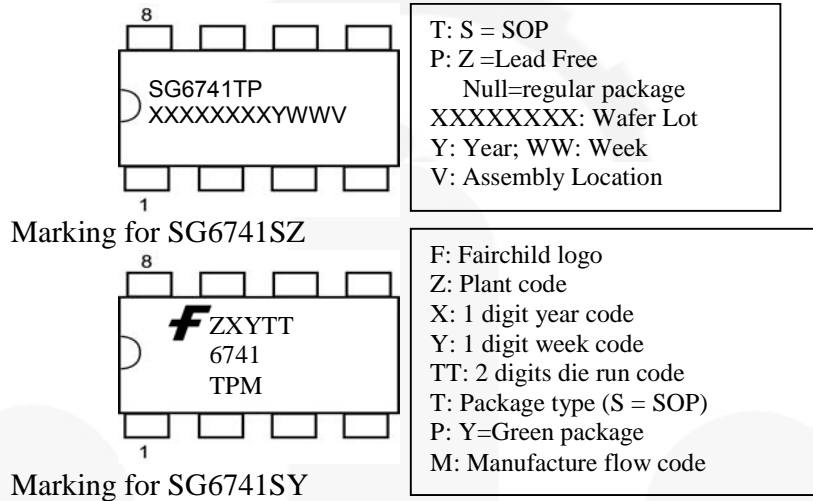 8
SG6741TP
XXXXXXXXYWWV
1
T: S = SOP
P: Z =Lead Free
Null=regular package
XXXXXXXX: Wafer Lot
Y: Year; WW: Week
V: Assembly Location
Marking for SG6741SZ
8
ZXYTT
6741
TPM
1
F: Fairchild logo
Z: Plant code
X: 1 digit year code
Y: 1 digit week code
TT: 2 digits die run code
T: Package type (S = SOP)
P: Y=Green package
M: Manufacture flow code
Marking for SG6741SY